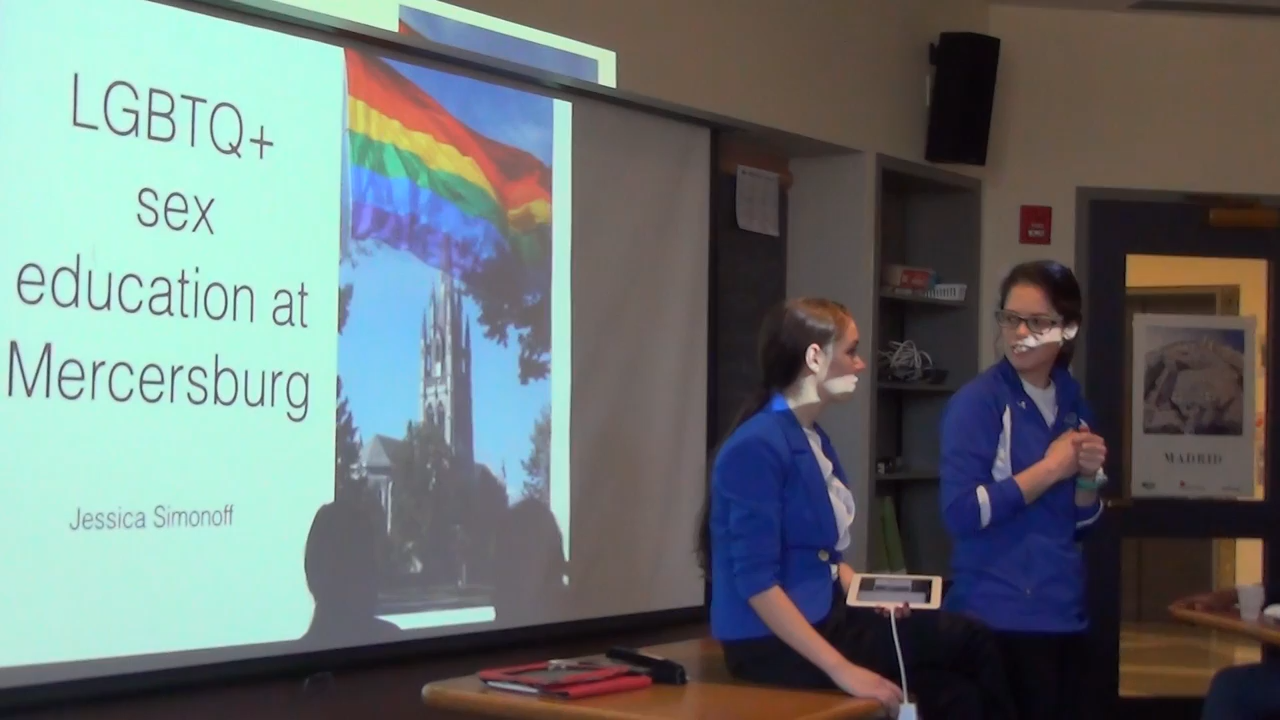 LGBTQ+
sex
education at
Mercersburg
Jessica Simonoff
MADRID